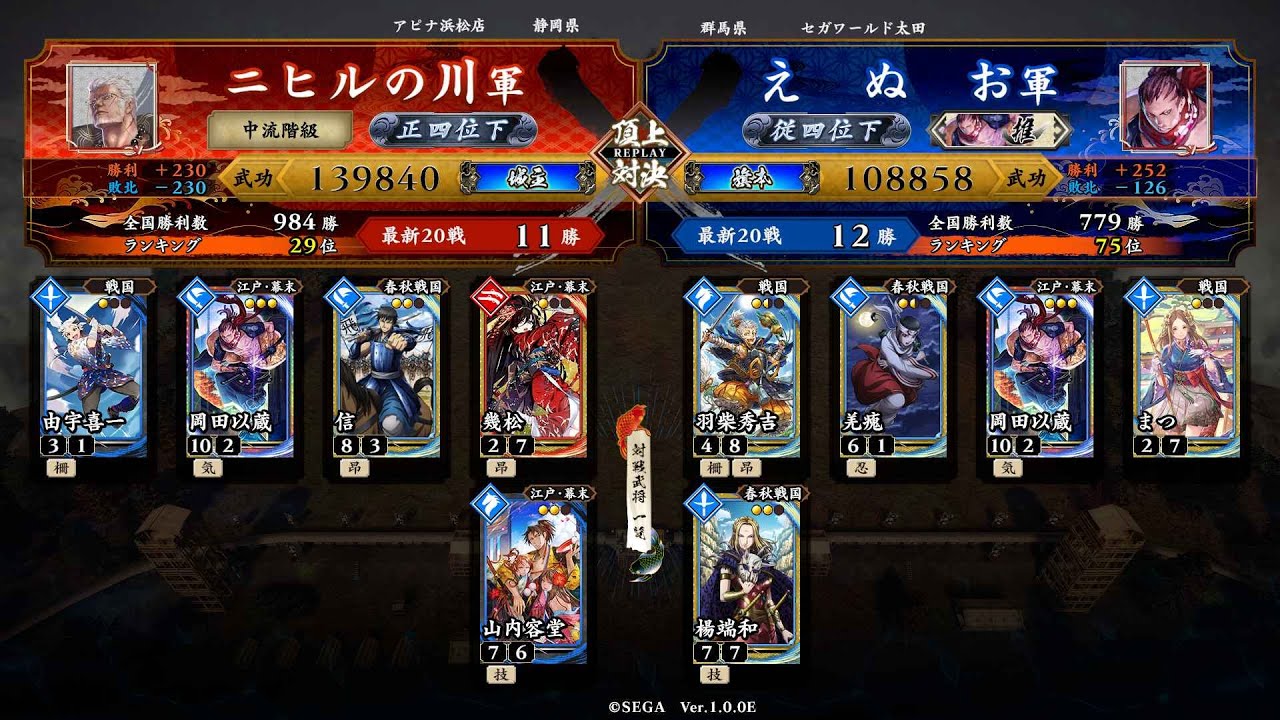 アピナ浜松店 静岡県
群馬県 セガワールド太田
ニヒルの川軍
中流階級 正四位下
勝利 +230
敗北 -230
武功 139840 城主
全国勝利数 984勝
ランキング 29位
最新20戦 11勝
頂上
REPLAY
対決
えぬお軍
従四位下 推
旗本 108858 武功
勝利 +252
敗北 -126
最新20戦 12勝
全国勝利数 779勝
ランキング 75位
戦国
由宇喜一
3 1
柵
江戸・幕末
岡田以蔵
10 2
気
春秋戦国
信
8 3
昂
江戸・幕末
幾松
2 7
昂
江戸・幕末
山内容堂
7 6
技
対戦武将一覧
戦国
羽柴秀吉
4 8
柵 昂
春秋戦国
羌瘣
6 1
忍
江戸・幕末
岡田以蔵
10 2
気
戦国
まつ
2 7
春秋戦国
楊端和
7 7
技
©SEGA Ver.1.0.0E